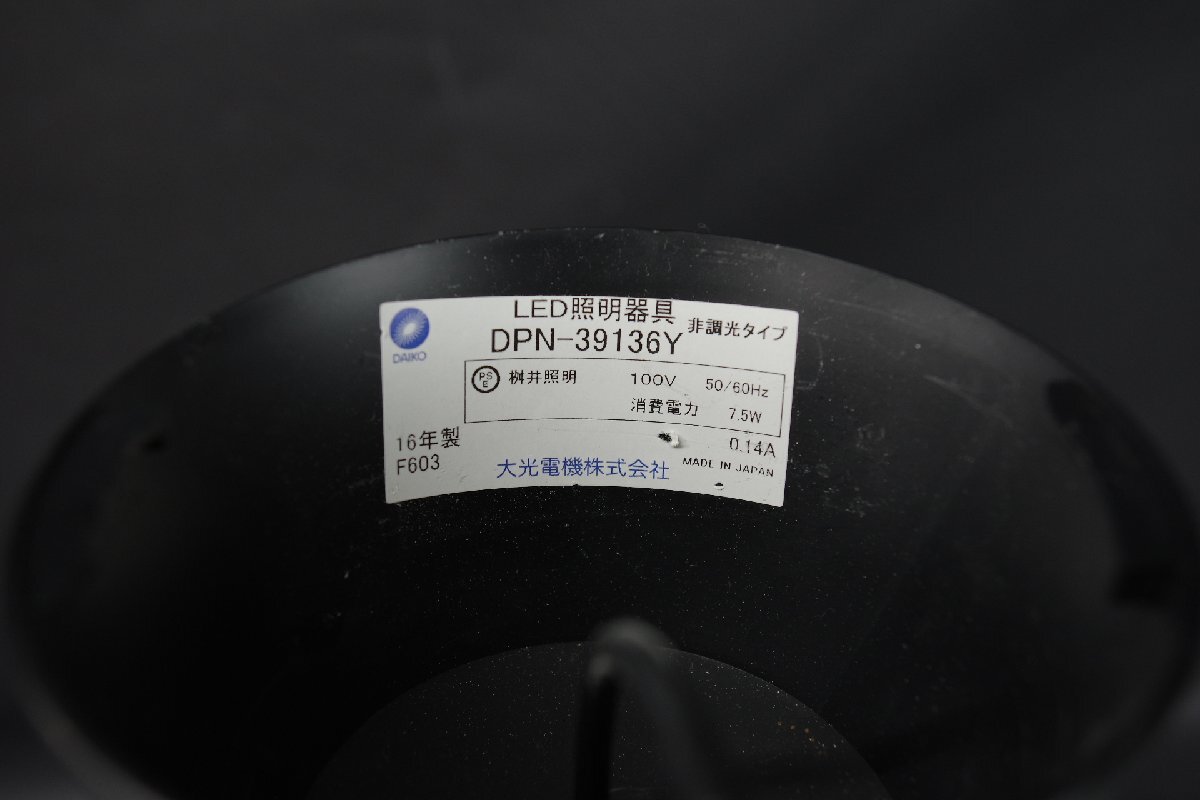 LED照明器具
DPN-39136Y 非調光タイプ
DAIKO
PS E 桝井照明 100V 50/60Hz
消費電力 7.5W
16年製 0.14A
F603 大光電機株式会社 MADE IN JAPAN